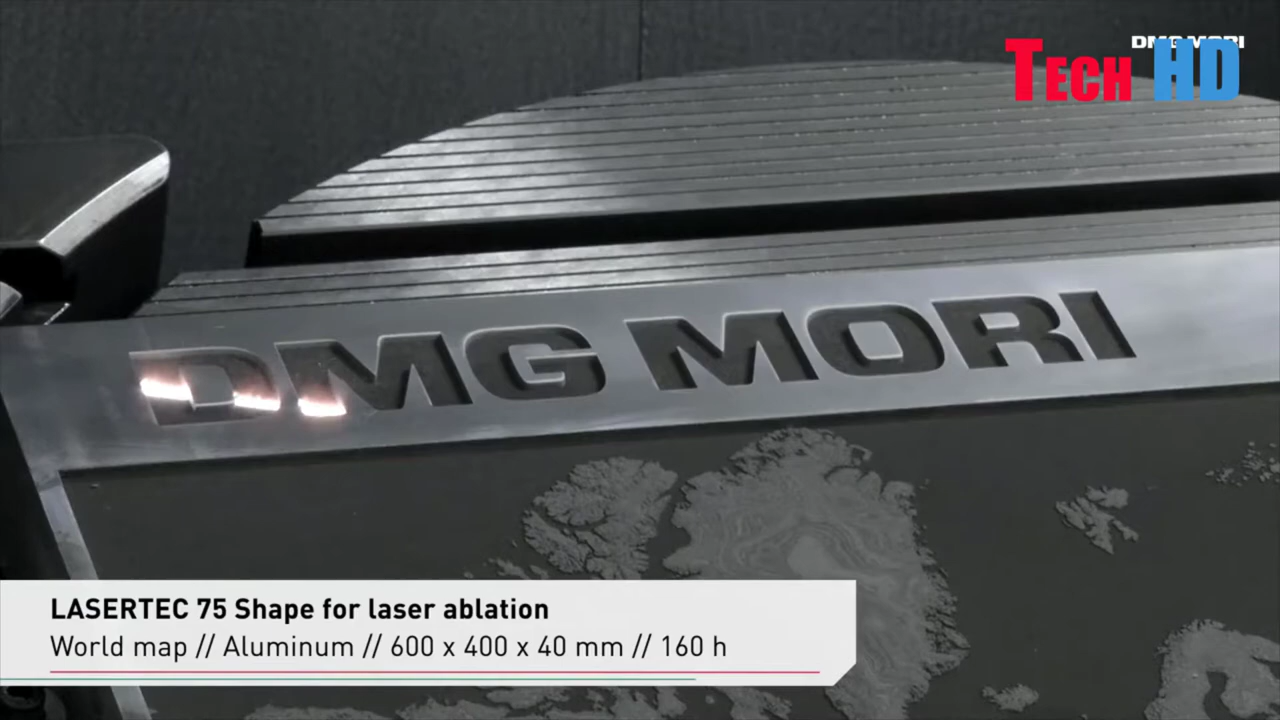 DMG MORI
TECH HD
DMG MORI
LASERTEC 75 Shape for laser ablation
World map // Aluminum // 600 x 400 x 40 mm // 160 h